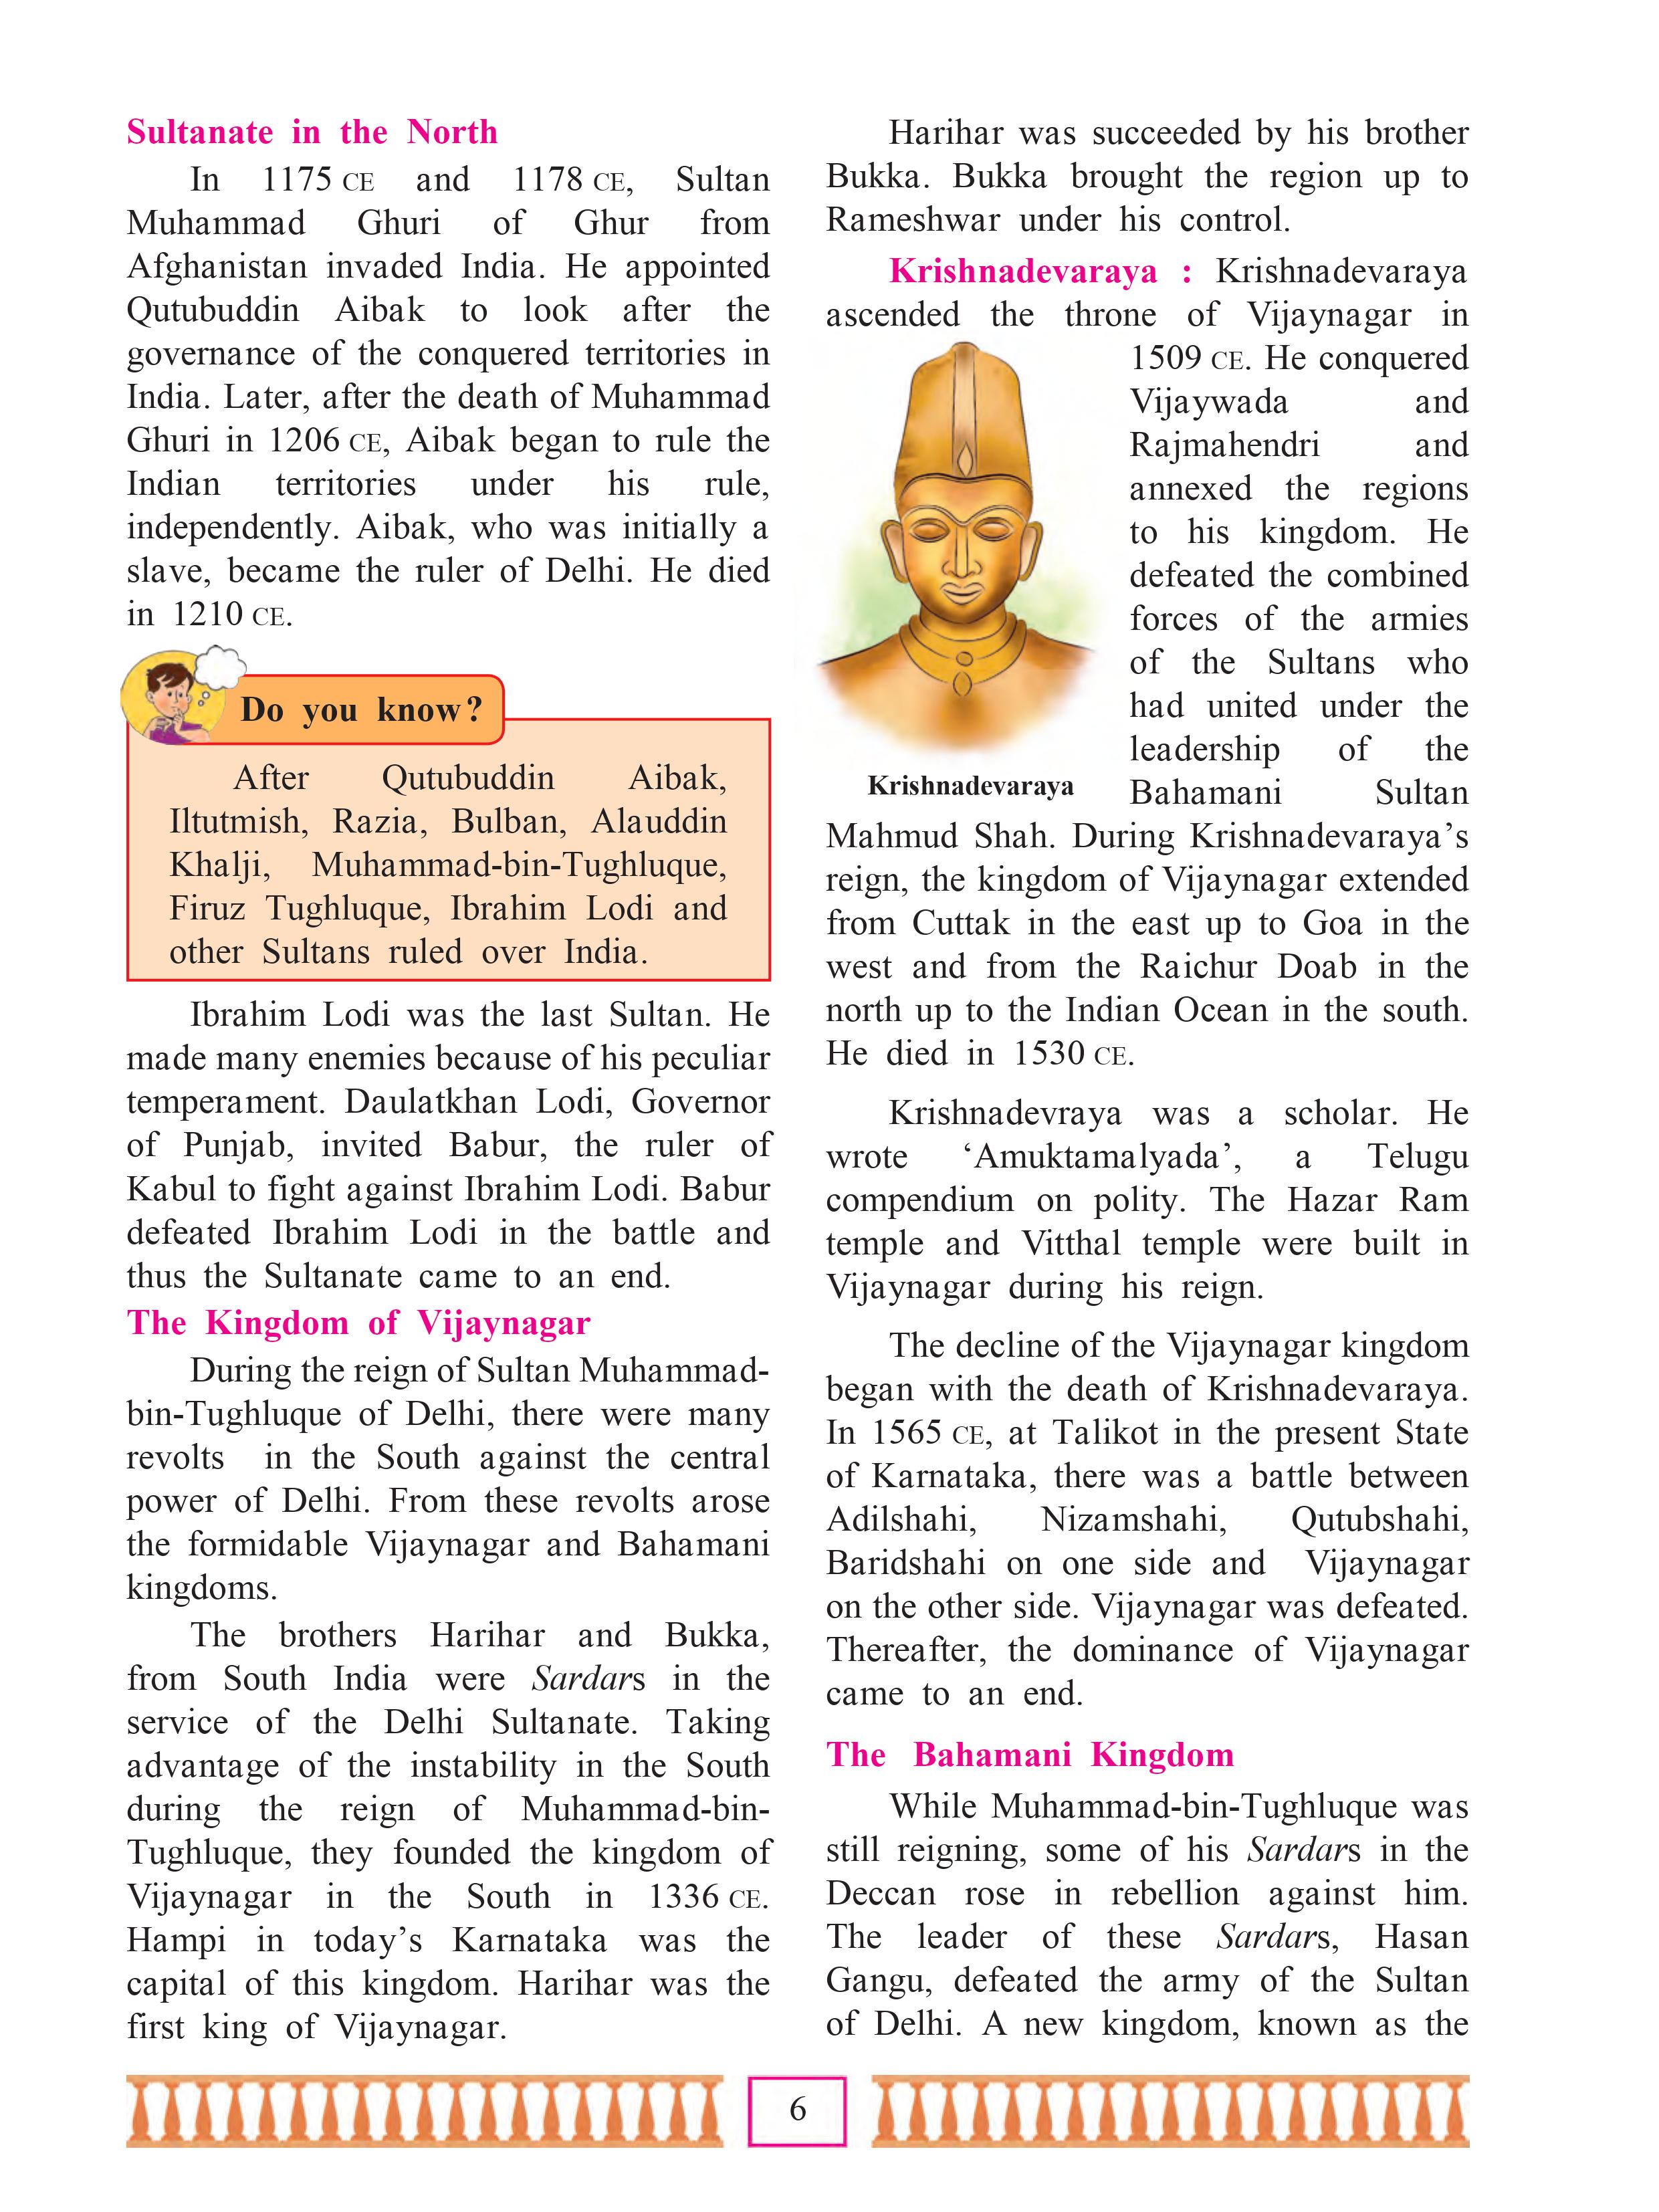 Sultanate in the North
In 1175 CE and 1178 CE, Sultan
Muhammad Ghuri of Ghur from
Afghanistan invaded India. He appointed
Qutubuddin Aibak to look after the
governance of the conquered territories in
India. Later, after the death of Muhammad
Ghuri in 1206 CE, Aibak began to rule the
Indian territories under his rule,
independently. Aibak, who was initially a
slave, became the ruler of Delhi. He died
in 1210 CE.
Do you know?
After Qutubuddin Aibak,
Iltutmish, Razia, Bulban, Alauddin
Khalji, Muhammad-bin-Tughluque,
Firuz Tughluque, Ibrahim Lodi and
other Sultans ruled over India.
Ibrahim Lodi was the last Sultan. He
made many enemies because of his peculiar
temperament. Daulatkhan Lodi, Governor
of Punjab, invited Babur, the ruler of
Kabul to fight against Ibrahim Lodi. Babur
defeated Ibrahim Lodi in the battle and
thus the Sultanate came to an end.
The Kingdom of Vijaynagar
During the reign of Sultan Muhammad-
bin-Tughluque of Delhi, there were many
revolts in the South against the central
power of Delhi. From these revolts arose
the formidable Vijaynagar and Bahamani
kingdoms.
The brothers Harihar and Bukka,
from South India were Sardars in the
service of the Delhi Sultanate. Taking
advantage of the instability in the South
during the reign of Muhammad-bin-
Tughluque, they founded the kingdom of
Vijaynagar in the South in 1336 CE.
Hampi in today’s Karnataka was the
capital of this kingdom. Harihar was the
first king of Vijaynagar.
Harihar was succeeded by his brother
Bukka. Bukka brought the region up to
Rameshwar under his control.
Krishnadevaraya : Krishnadevaraya
ascended the throne of Vijaynagar in
1509 CE. He conquered
Vijaywada and
Rajmahendri and
annexed the regions
to his kingdom. He
defeated the combined
forces of the armies
of the Sultans who
had united under the
leadership of the
Bahamani Sultan
Krishnadevaraya
Mahmud Shah. During Krishnadevaraya’s
reign, the kingdom of Vijaynagar extended
from Cuttak in the east up to Goa in the
west and from the Raichur Doab in the
north up to the Indian Ocean in the south.
He died in 1530 CE.
Krishnadevraya was a scholar. He
wrote ‘Amuktamalyada’, a Telugu
compendium on polity. The Hazar Ram
temple and Vitthal temple were built in
Vijaynagar during his reign.
The decline of the Vijaynagar kingdom
began with the death of Krishnadevaraya.
In 1565 CE, at Talikot in the present State
of Karnataka, there was a battle between
Adilshahi, Nizamshahi, Qutubshahi,
Baridshahi on one side and Vijaynagar
on the other side. Vijaynagar was defeated.
Thereafter, the dominance of Vijaynagar
came to an end.
The Bahamani Kingdom
While Muhammad-bin-Tughluque was
still reigning, some of his Sardars in the
Deccan rose in rebellion against him.
The leader of these Sardars, Hasan
Gangu, defeated the army of the Sultan
of Delhi. A new kingdom, known as the
6